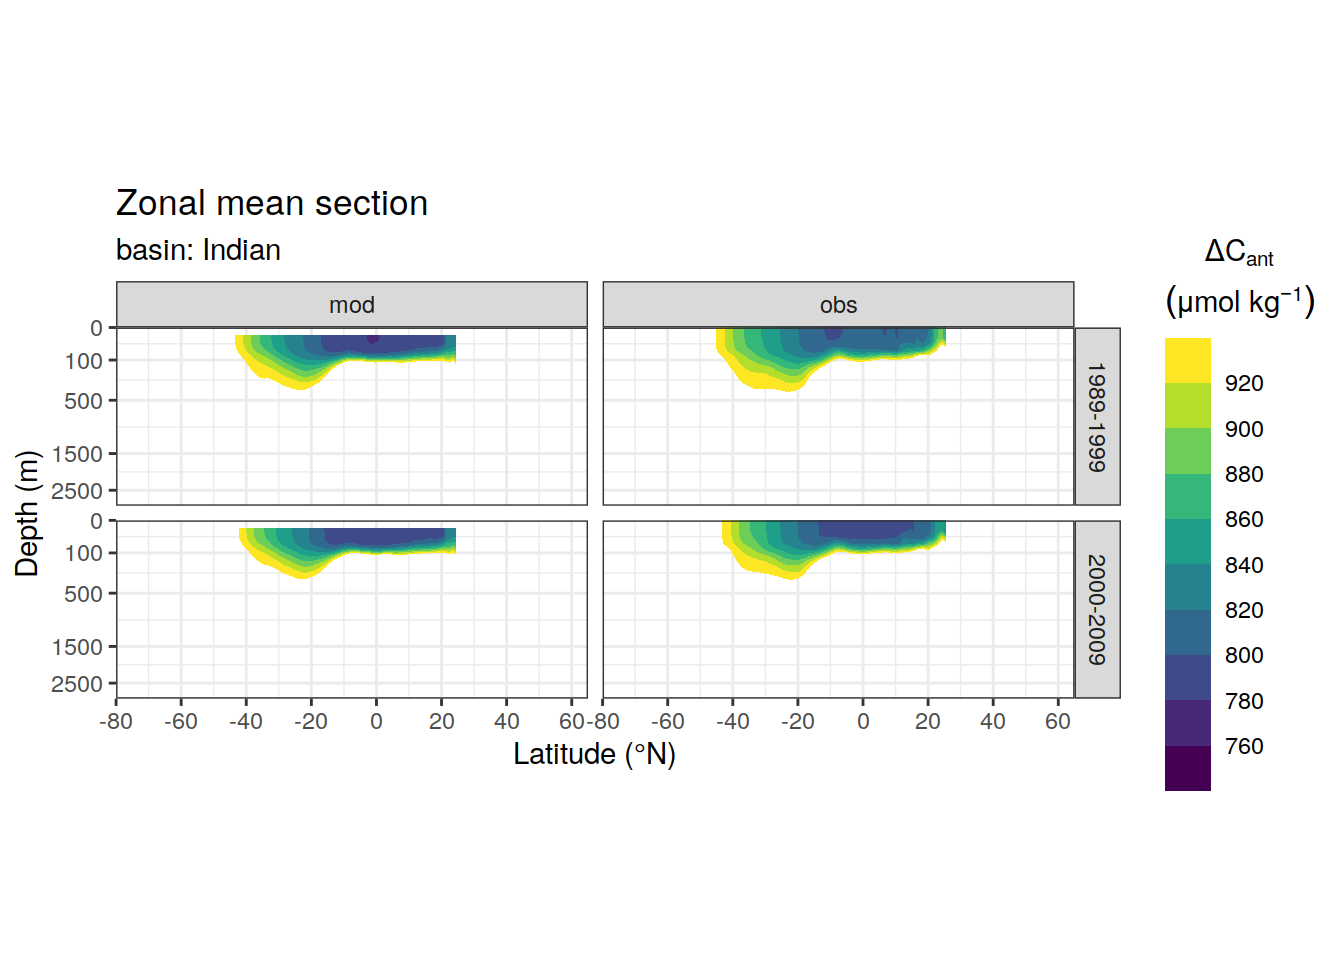 Zonal mean section
basin: Indian
mod
obs
0
100
500
1500
2500
1989-1999
0
100
500
1500
2500
2000-2009
-80 -60 -40 -20 0 20 40 60
-80 -60 -40 -20 0 20 40 60
Latitude (°N)
Depth (m)
ΔCant
(μmol kg⁻¹)
920
900
880
860
840
820
800
780
760